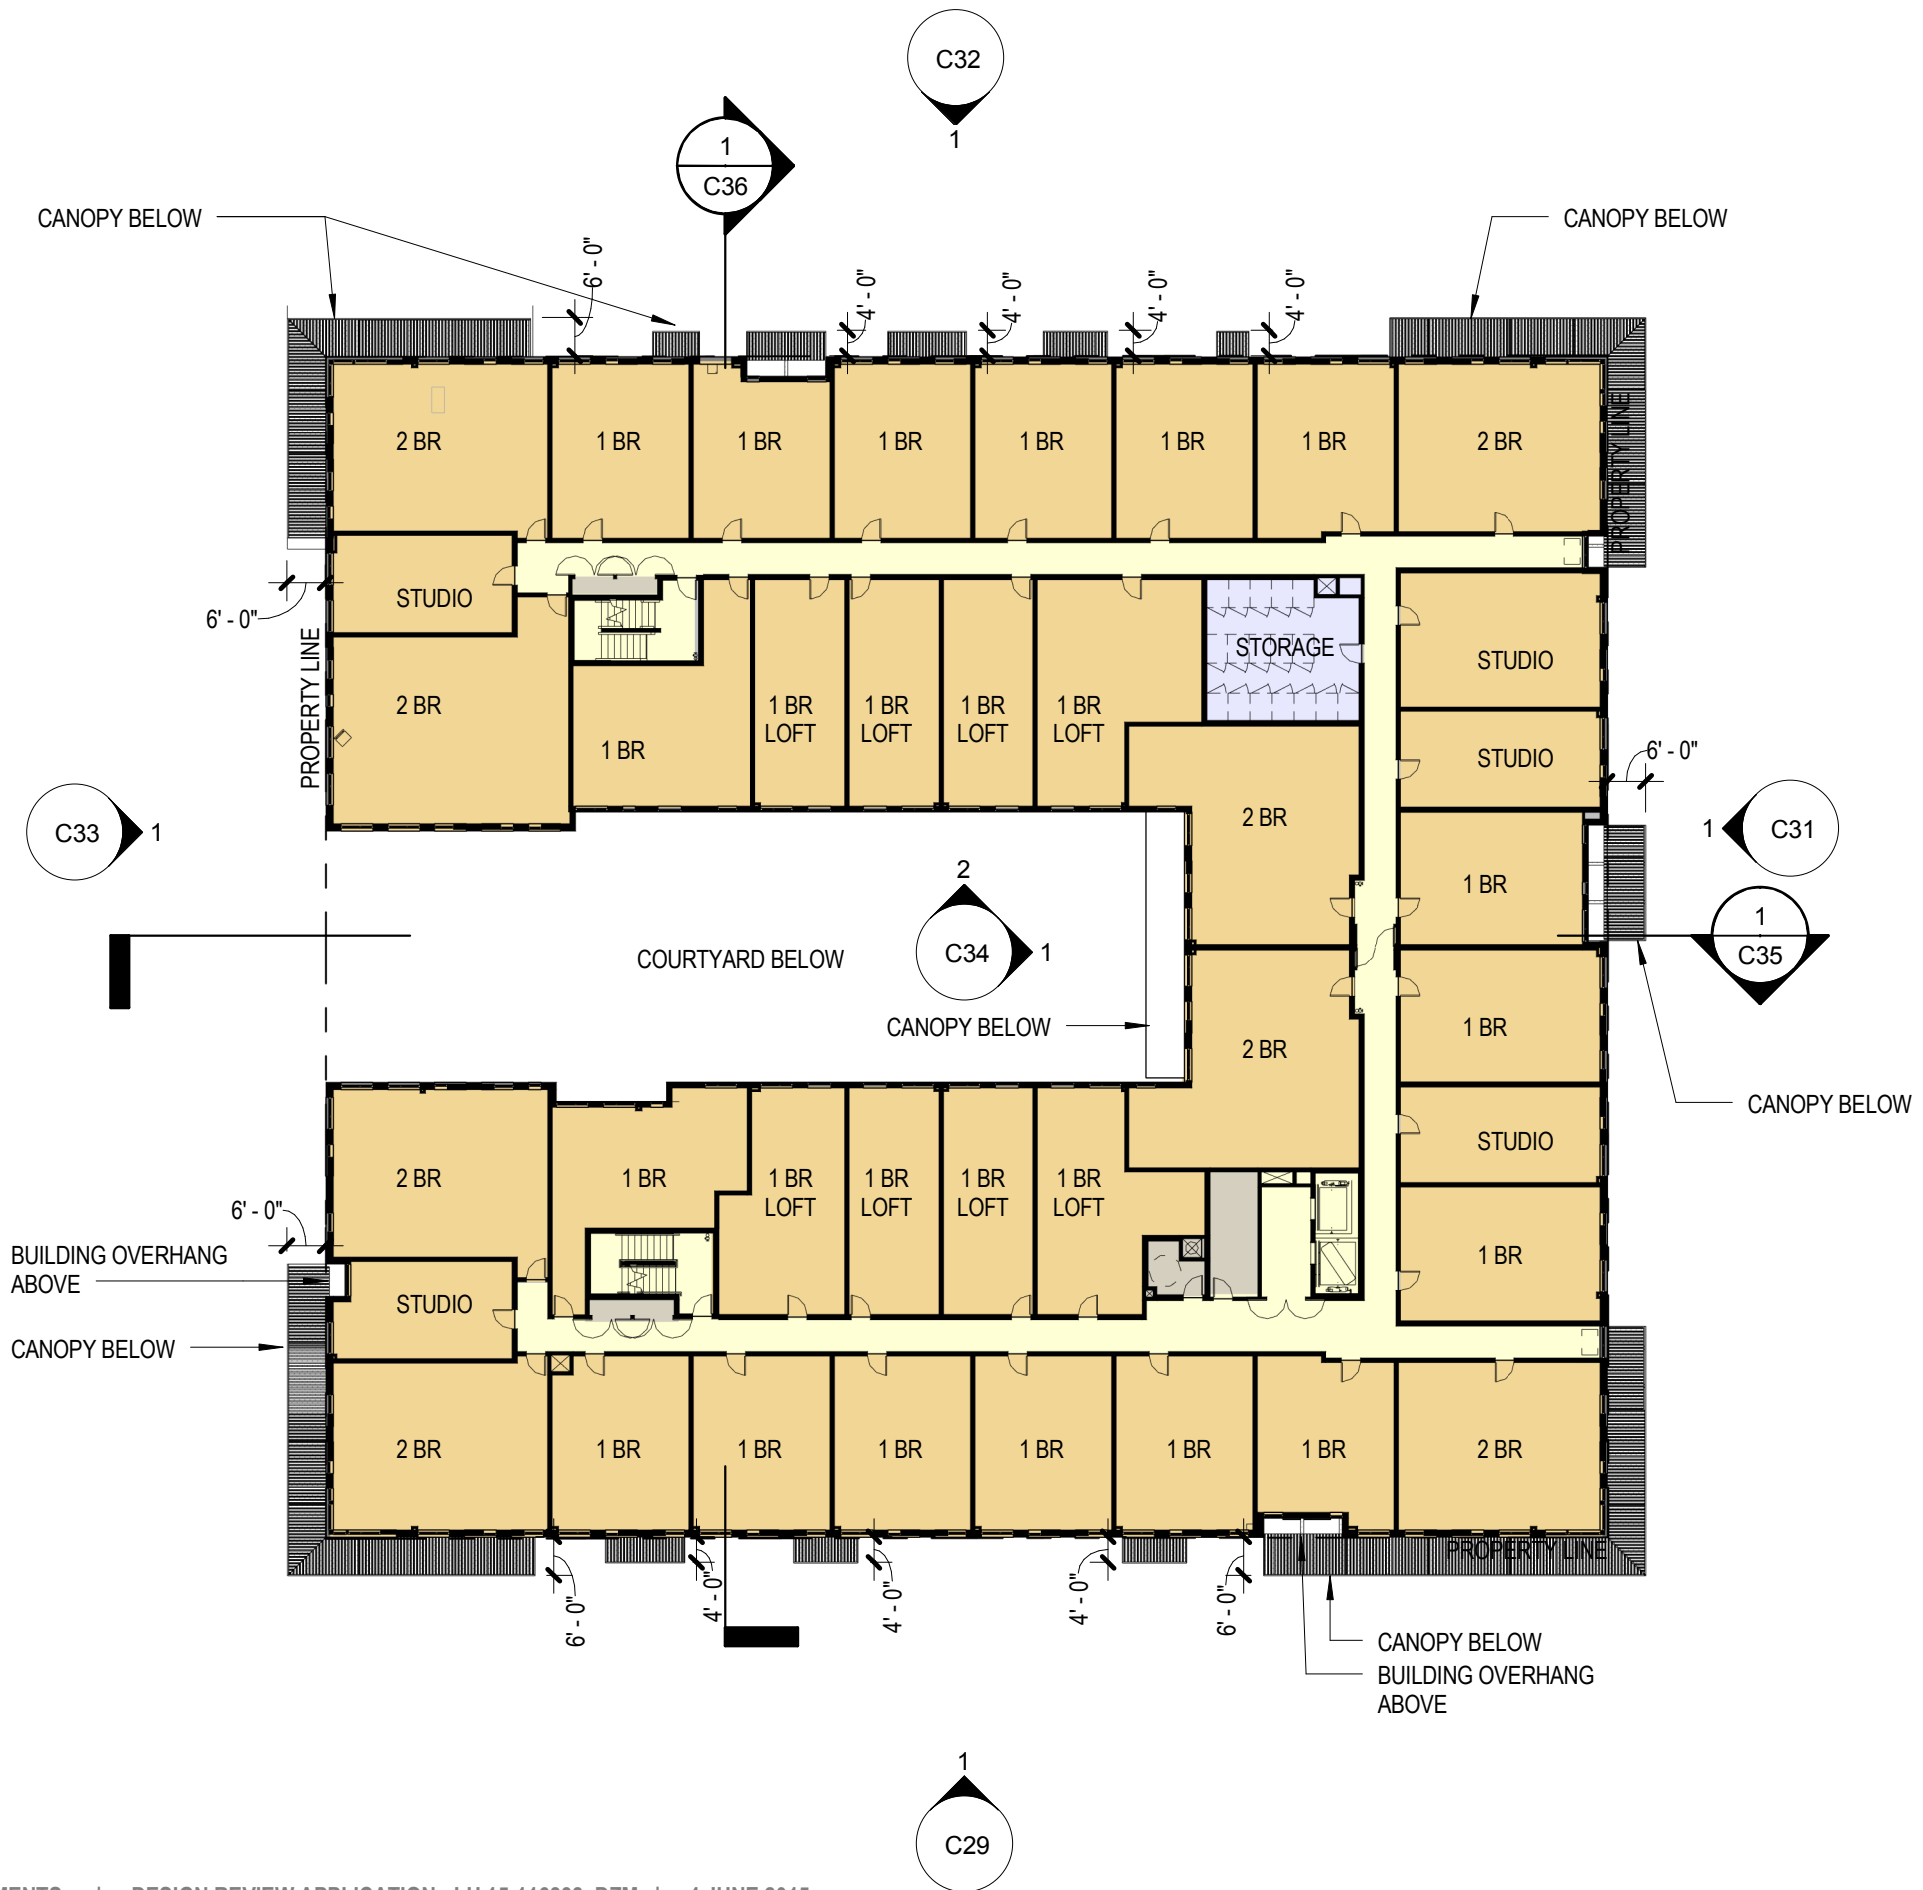 C32
1
1
C36
CANOPY BELOW
CANOPY BELOW
6' - 0"
4' - 0"
4' - 0"
4' - 0"
4' - 0"
2 BR
1 BR
1 BR
1 BR
1 BR
1 BR
1 BR
2 BR
PROPERTY LINE
STUDIO
6' - 0"
PROPERTY LINE
STORAGE
STUDIO
2 BR
1 BR
1 BR
LOFT
1 BR
LOFT
1 BR
LOFT
1 BR
LOFT
STUDIO
6' - 0"
2 BR
C33
1
1
C31
1 BR
2
C34
1
COURTYARD BELOW
1
C35
CANOPY BELOW
1 BR
2 BR
CANOPY BELOW
STUDIO
2 BR
1 BR
1 BR
LOFT
1 BR
LOFT
1 BR
LOFT
1 BR
LOFT
6' - 0"
BUILDING OVERHANG
ABOVE
1 BR
STUDIO
CANOPY BELOW
2 BR
1 BR
1 BR
1 BR
1 BR
1 BR
1 BR
2 BR
PROPERTY LINE
6' - 0"
4' - 0"
4' - 0"
4' - 0"
6' - 0"
CANOPY BELOW
BUILDING OVERHANG
ABOVE
1
C29